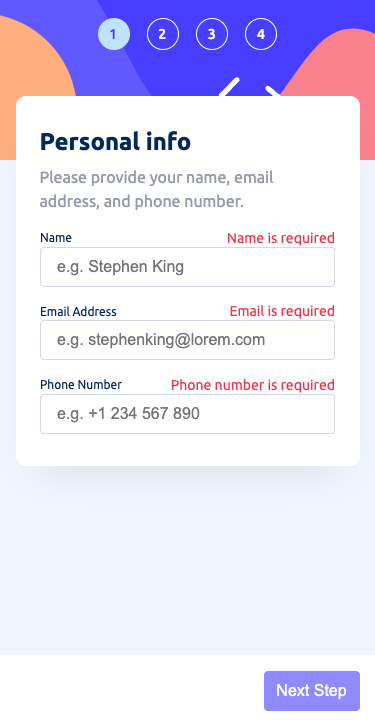 1 2 3 4
Personal info
Please provide your name, email
address, and phone number.
Name Name is required
e.g. Stephen King
Email Address Email is required
e.g. stephenking@lorem.com
Phone Number Phone number is required
e.g. +1 234 567 890
Next Step